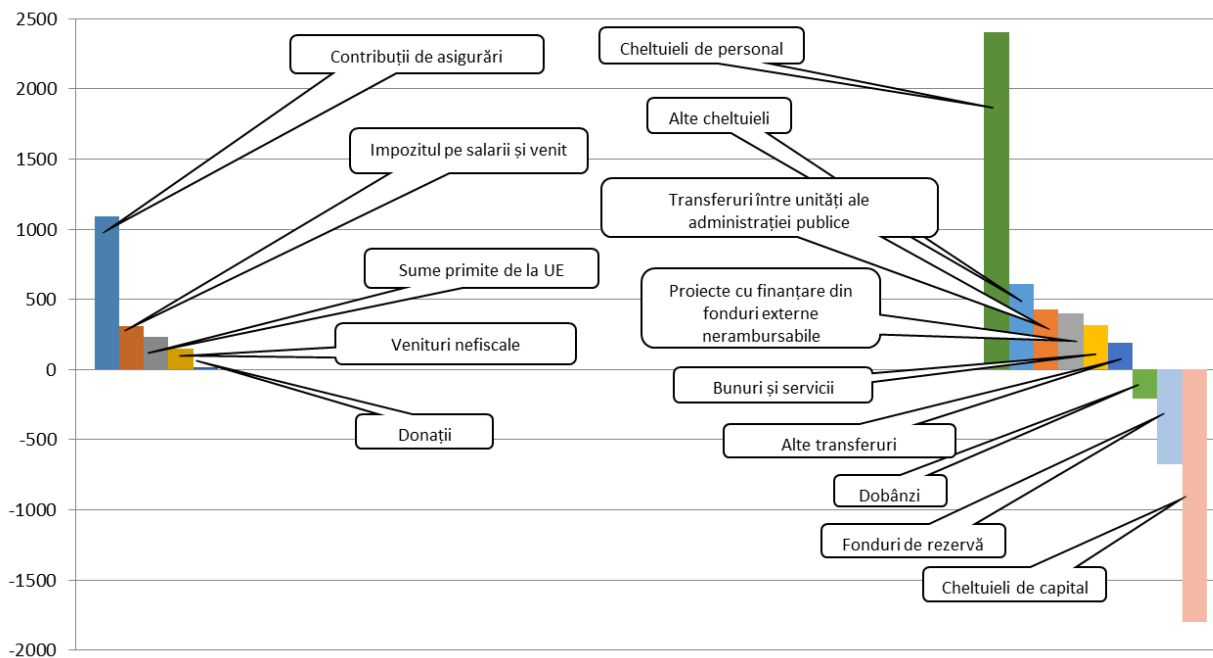 2500
2000
1500
1000
500
0
-500
-1000
-1500
-2000
Contribuții de asigurări
Impozitul pe salarii și venit
Sume primite de la UE
Venituri nefiscale
Donații
Cheltuieli de personal
Alte cheltuieli
Transferuri între unități ale
administrației publice
Proiecte cu finanțare din
fonduri externe
nerambursabile
Bunuri și servicii
Alte transferuri
Dobânzi
Fonduri de rezervă
Cheltuieli de capital